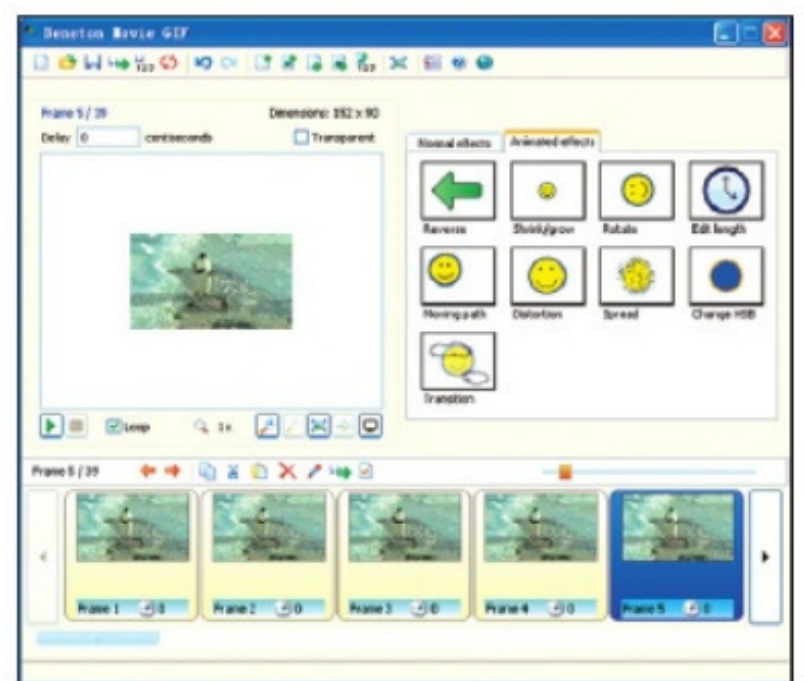 Beneton Movie GIF
Frame 5 / 39 Dimensions: 192 x 90
Delay 0 centiseconds Transparent
Normal effects Animated effects
Reverse Shrink/grow Rotate Edit length
Moving path Distortion Spread Change HSB
Transition
Loop 1x
Frame 5 / 39
Frame 1 0 Frame 2 0 Frame 3 0 Frame 4 0 Frame 5 0